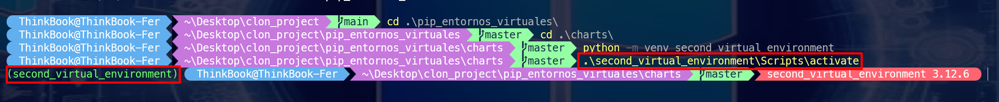 ThinkBook@ThinkBook-Fer ~\Desktop\clon_project main cd .\pip_entornos_virtuales\
ThinkBook@ThinkBook-Fer ~\Desktop\clon_project\pip_entornos_virtuales master cd .\charts\
ThinkBook@ThinkBook-Fer ~\Desktop\clon_project\pip_entornos_virtuales\charts master python -m venv second_virtual_environment
ThinkBook@ThinkBook-Fer ~\Desktop\clon_project\pip_entornos_virtuales\charts master .\second_virtual_environment\Scripts\activate
(second_virtual_environment) ThinkBook@ThinkBook-Fer ~\Desktop\clon_project\pip_entornos_virtuales\charts master second_virtual_environment 3.12.6